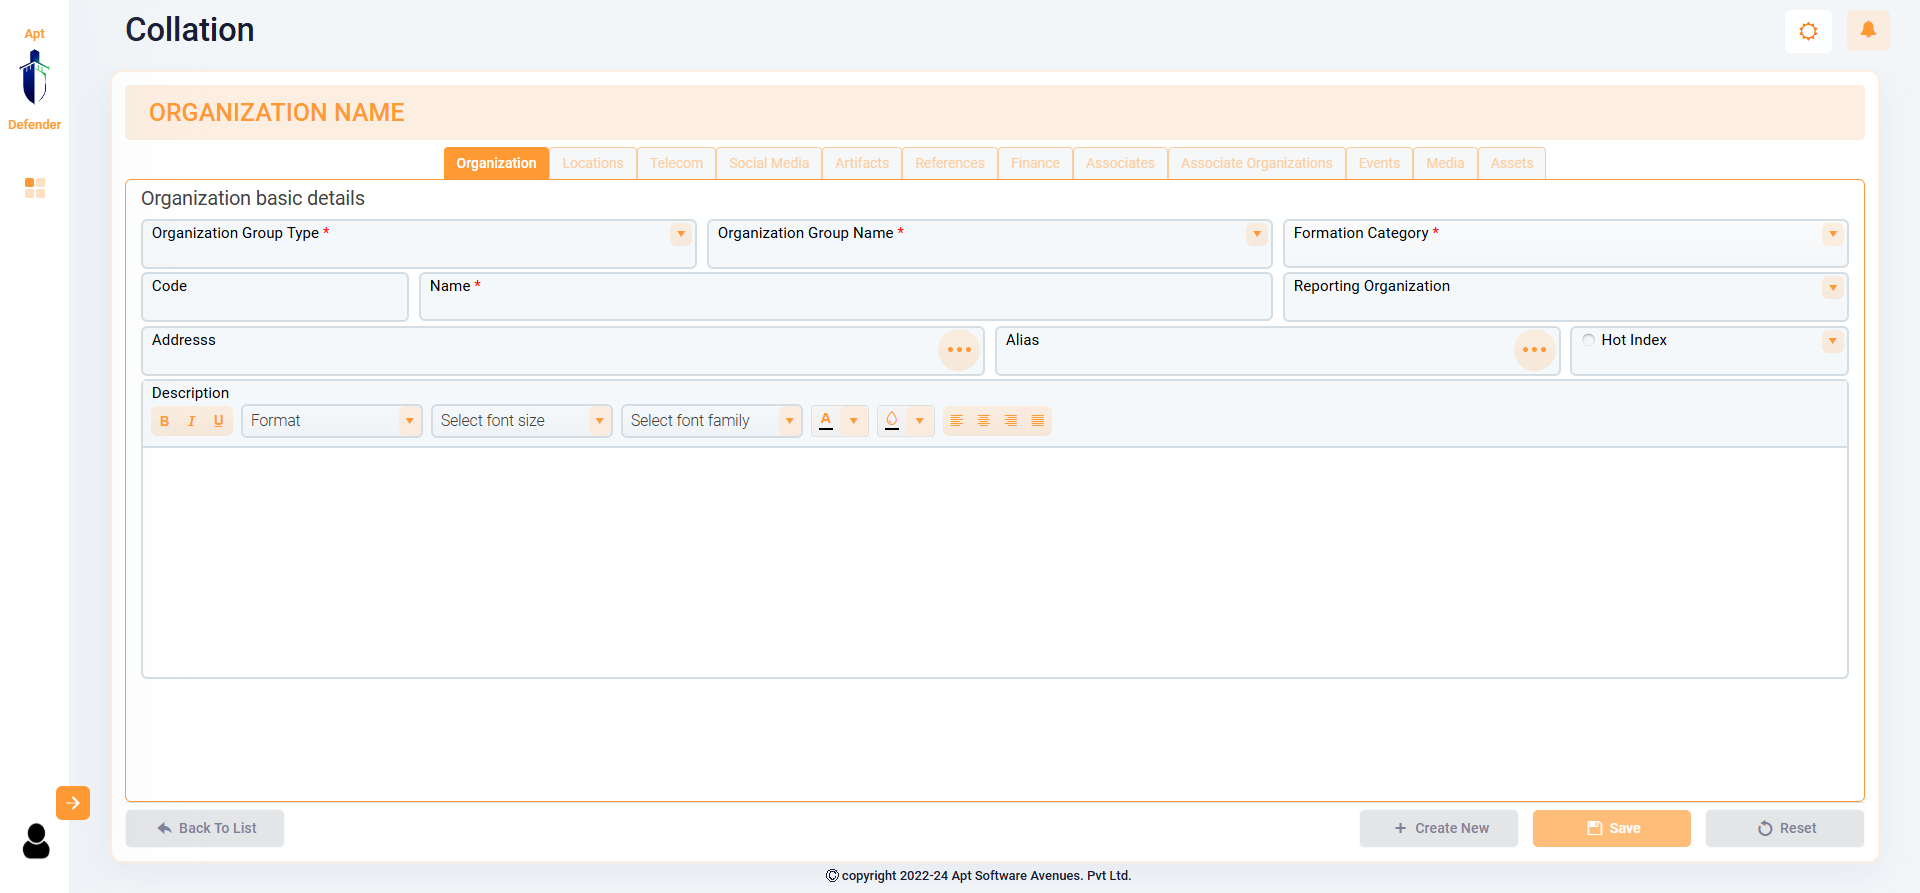 Apt
Defender
Collation
ORGANIZATION NAME
Organization Locations Telecom Social Media Artifacts References Finance Associates Associate Organizations Events Media Assets
Organization basic details
Organization Group Type * Organization Group Name * Formation Category *
Code Name * Reporting Organization
Addresss Alias Hot Index
Description
B I U Format Select font size Select font family A
Back To List Create New Save Reset
© copyright 2022-24 Apt Software Avenues. Pvt Ltd.